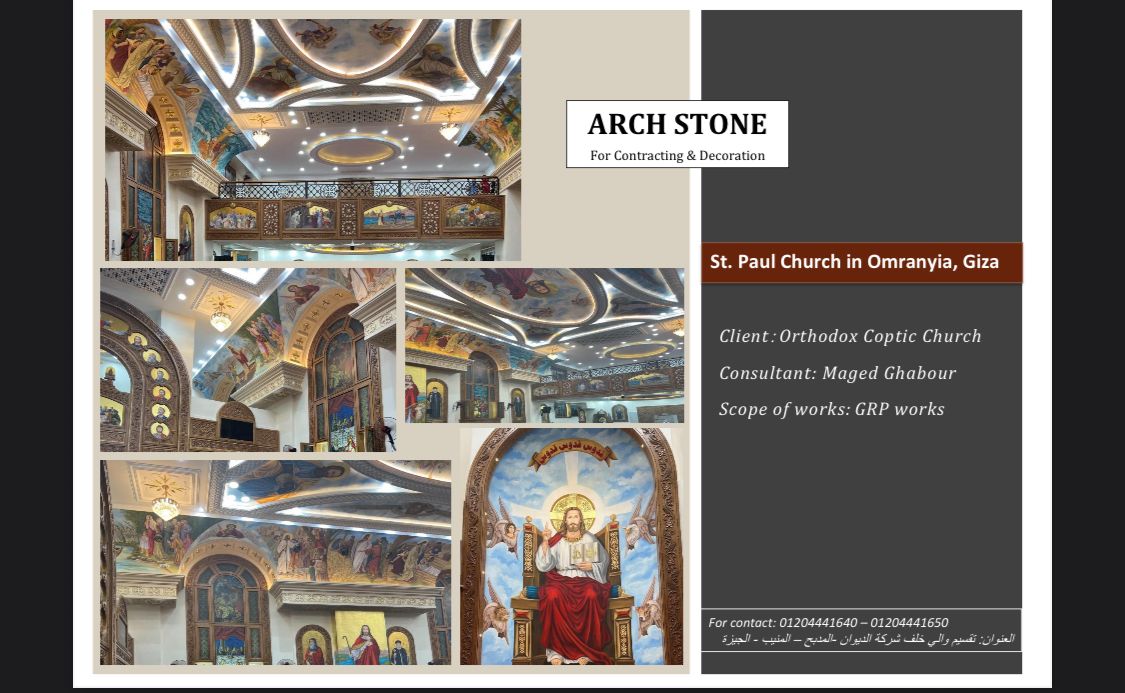 ARCH STONE
For Contracting & Decoration
St. Paul Church in Omranyia, Giza
Client: Orthodox Coptic Church
Consultant: Maged Ghabour
Scope of works: GRP works
قدوس قدوس قدوس
For contact: 01204441640 – 01204441650
العنوان: تقسيم والي خلف شركة الديوان -المدبح – المنيب - الجيزة